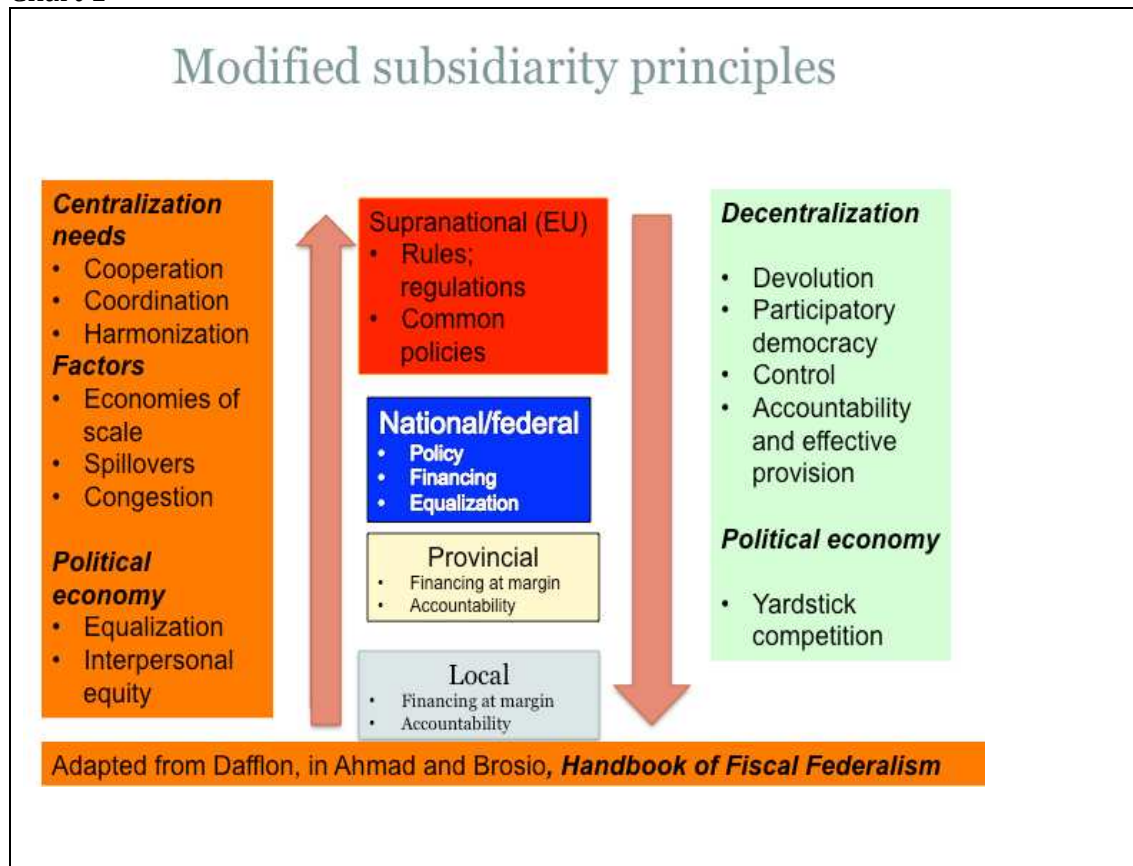 Modified subsidiarity principles
Centralization
needs
• Cooperation
• Coordination
• Harmonization
Factors
• Economies of
scale
• Spillovers
• Congestion
Political
economy
• Equalization
• Interpersonal
equity
Supranational (EU)
• Rules;
regulations
• Common
policies
National/federal
• Policy
• Financing
• Equalization
Provincial
• Financing at margin
• Accountability
Local
• Financing at margin
• Accountability
Decentralization
• Devolution
• Participatory
democracy
• Control
• Accountability
and effective
provision
Political economy
• Yardstick
competition
Adapted from Dafflon, in Ahmad and Brosio, Handbook of Fiscal Federalism